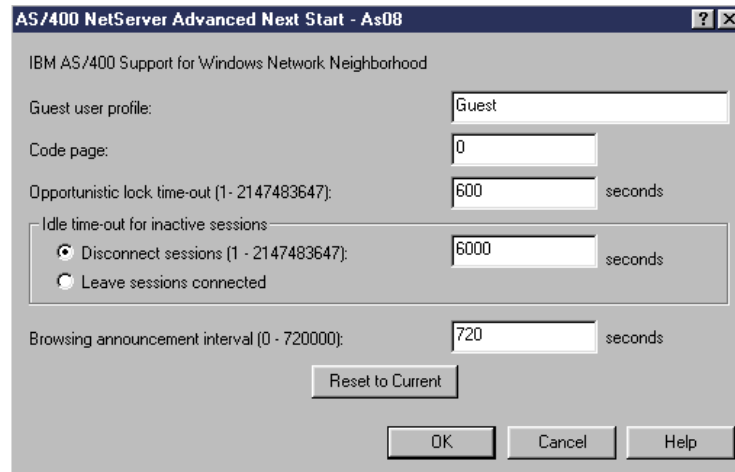 AS/400 NetServer Advanced Next Start - As08
IBM AS/400 Support for Windows Network Neighborhood
Guest user profile: Guest
Code page: 0
Opportunistic lock time-out (1- 2147483647): 600 seconds
Idle time-out for inactive sessions
Disconnect sessions (1 - 2147483647): 6000 seconds
Leave sessions connected
Browsing announcement interval (0 - 720000): 720 seconds
Reset to Current
OK Cancel Help